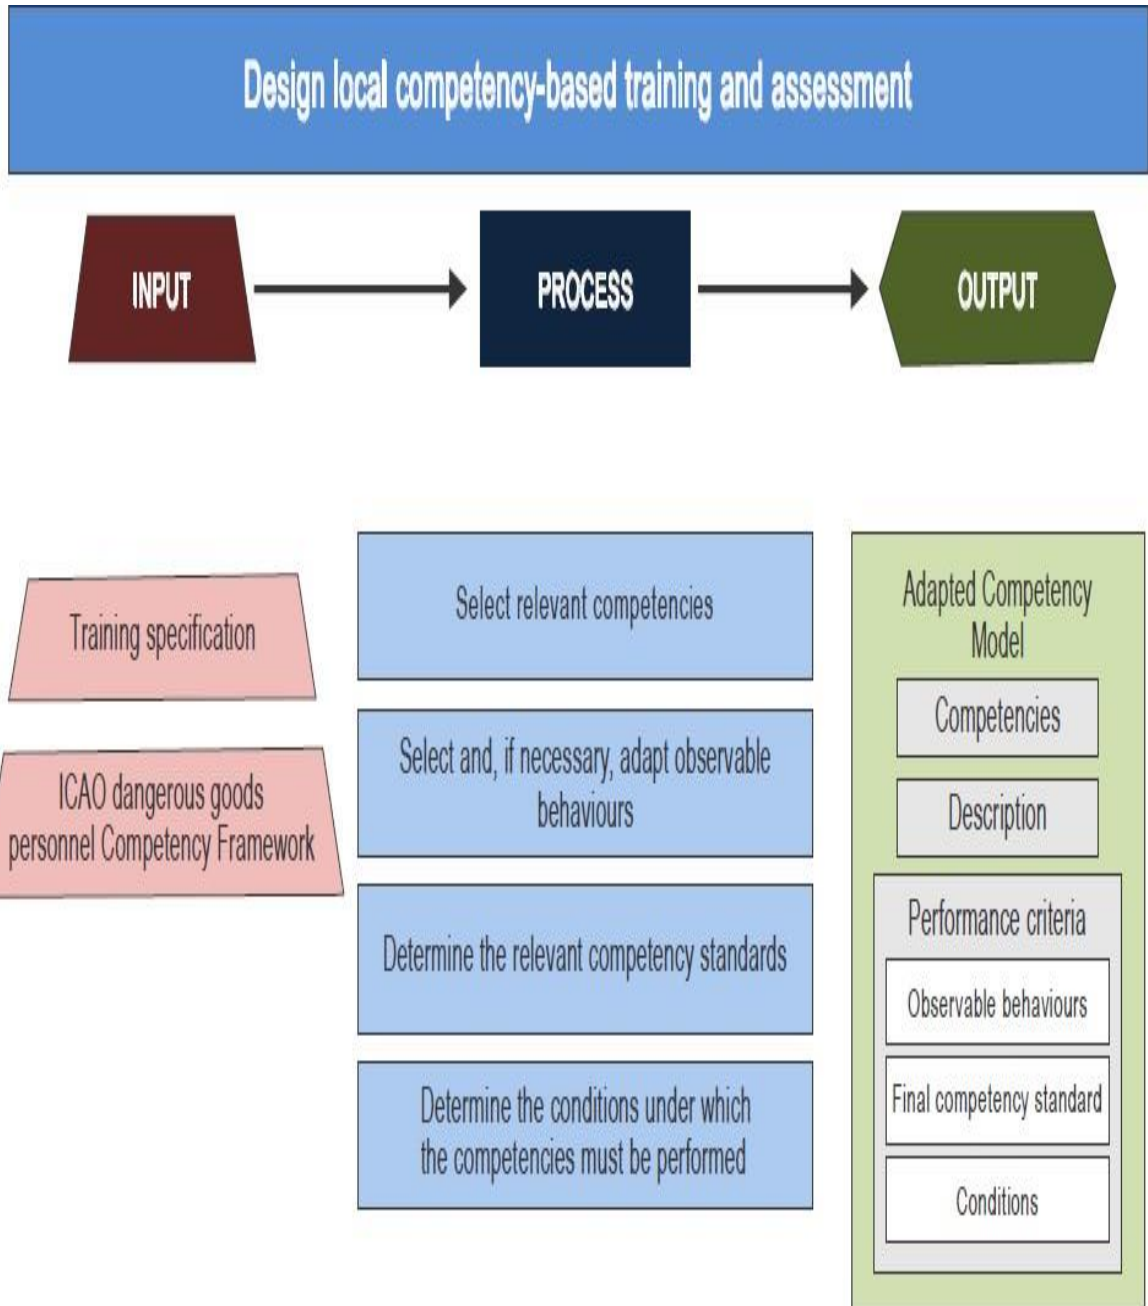 Design local competency-based training and assessment
INPUT
PROCESS
OUTPUT
Training specification
ICAO dangerous goods
personnel Competency Framework
Select relevant competencies
Select and, if necessary, adapt observable
behaviours
Determine the relevant competency standards
Determine the conditions under which
the competencies must be performed
Adapted Competency
Model
Competencies
Description
Performance criteria
Observable behaviours
Final competency standard
Conditions